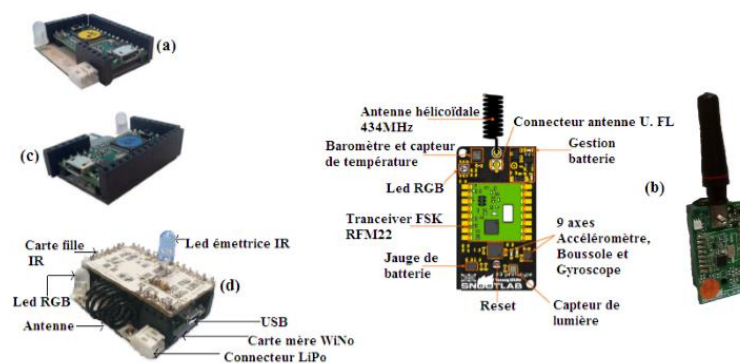 (a)
(c)
Carte fille
IR
Led émettrice IR
(d)
Led RGB
Antenne
USB
Carte mère WiNo
Connecteur LiPo
Antenne hélicoïdale
434MHz
Connecteur antenne U. FL
Baromètre et capteur
de température
Gestion
batterie
Led RGB
(b)
Tranceiver FSK
RFM22
9 axes
Accéléromètre,
Boussole et
Gyroscope
Jauge de
batterie
SNOOTLAB
Reset
Capteur de
lumière